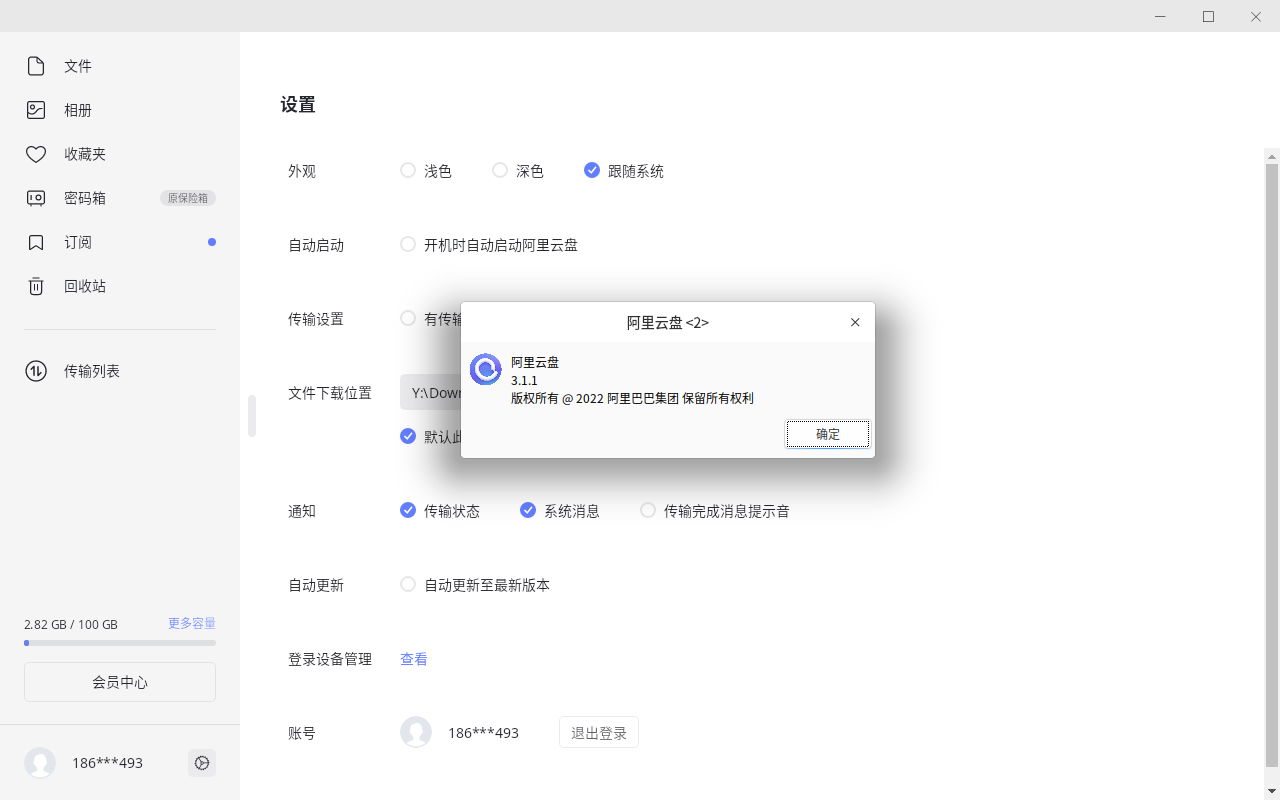 文件
相册
收藏夹
密码箱 原保险箱
订阅
回收站
传输列表
2.82 GB / 100 GB 更多容量
会员中心
186***493
设置
外观 浅色 深色 跟随系统
自动启动 开机时自动启动阿里云盘
传输设置 有传输
文件下载位置 Y:\Down
默认此
通知 传输状态 系统消息 传输完成消息提示音
自动更新 自动更新至最新版本
登录设备管理 查看
账号 186***493 退出登录
阿里云盘 <2>
阿里云盘
3.1.1
版权所有 @ 2022 阿里巴巴集团 保留所有权利
确定